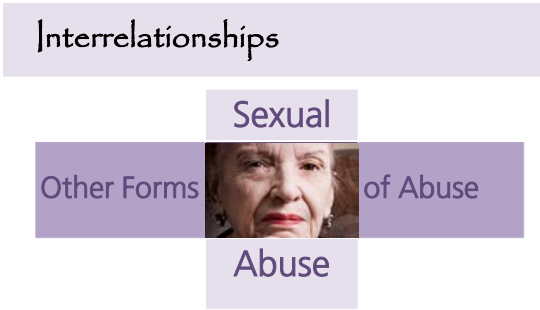 Interrelationships
Sexual
Other Forms of Abuse
Abuse